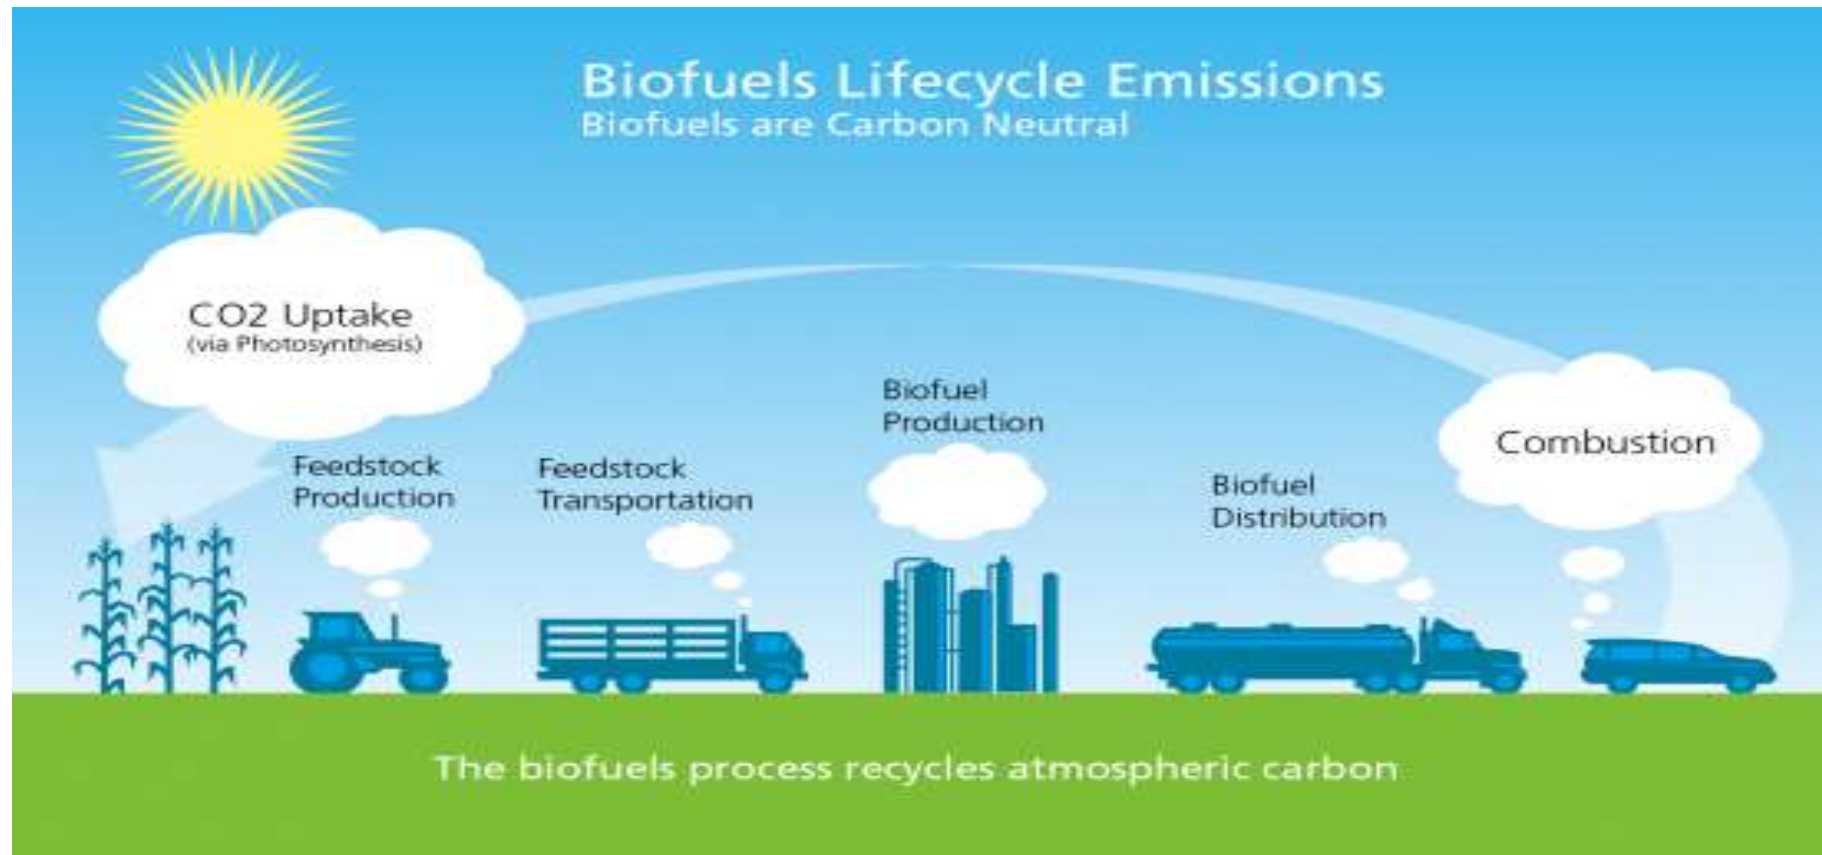 Biofuels Lifecycle Emissions
Biofuels are Carbon Neutral
CO2 Uptake
(via Photosynthesis)
Feedstock
Production
Feedstock
Transportation
Biofuel
Production
Biofuel
Distribution
Combustion
The biofuels process recycles atmospheric carbon